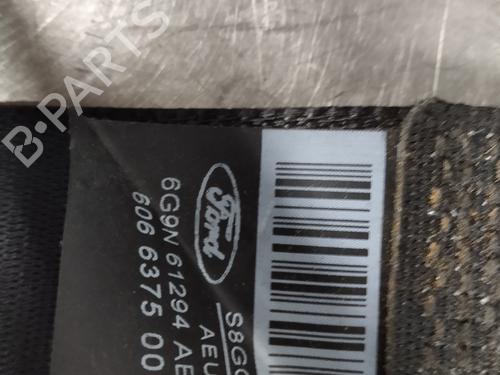 B-PARTS
Ford
6G9N 61294 AE
606 6375 00
S8G
AEU